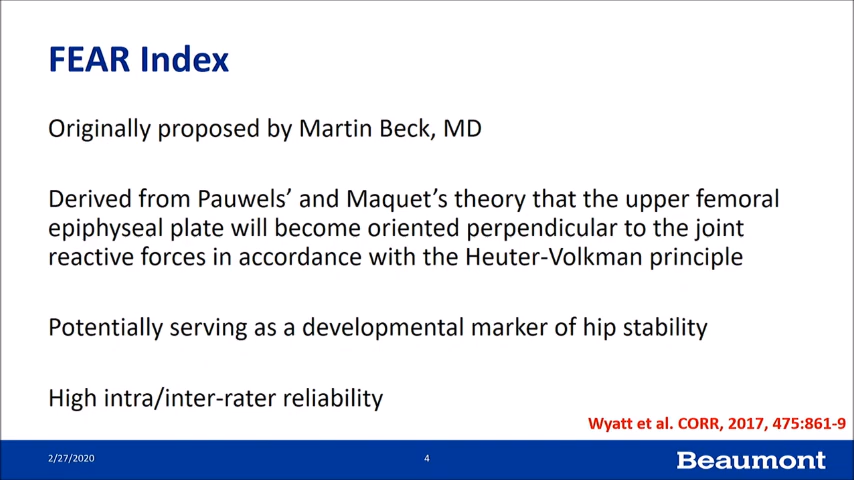 FEAR Index
Originally proposed by Martin Beck, MD
Derived from Pauwels’ and Maquet’s theory that the upper femoral
epiphyseal plate will become oriented perpendicular to the joint
reactive forces in accordance with the Heuter-Volkman principle
Potentially serving as a developmental marker of hip stability
High intra/inter-rater reliability
Wyatt et al. CORR, 2017, 475:861-9
2/27/2020
4
Beaumont